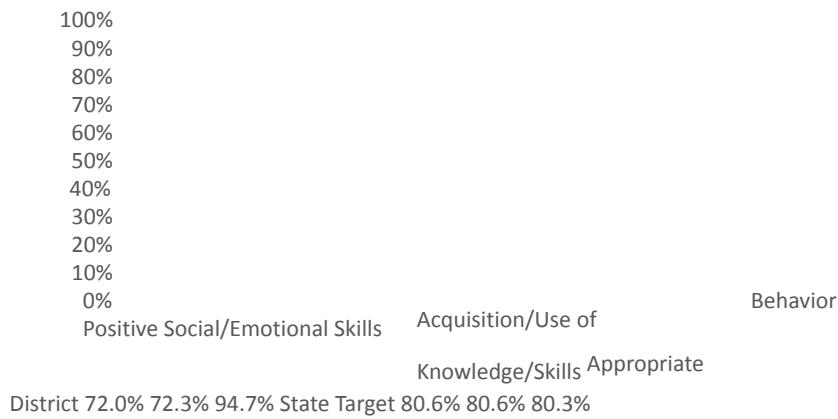 100%
90%
80%
70%
60%
50%
40%
30%
20%
10%
0%
Positive Social/Emotional Skills
Acquisition/Use of
Knowledge/Skills Appropriate
Behavior
District 72.0% 72.3% 94.7% State Target 80.6% 80.6% 80.3%